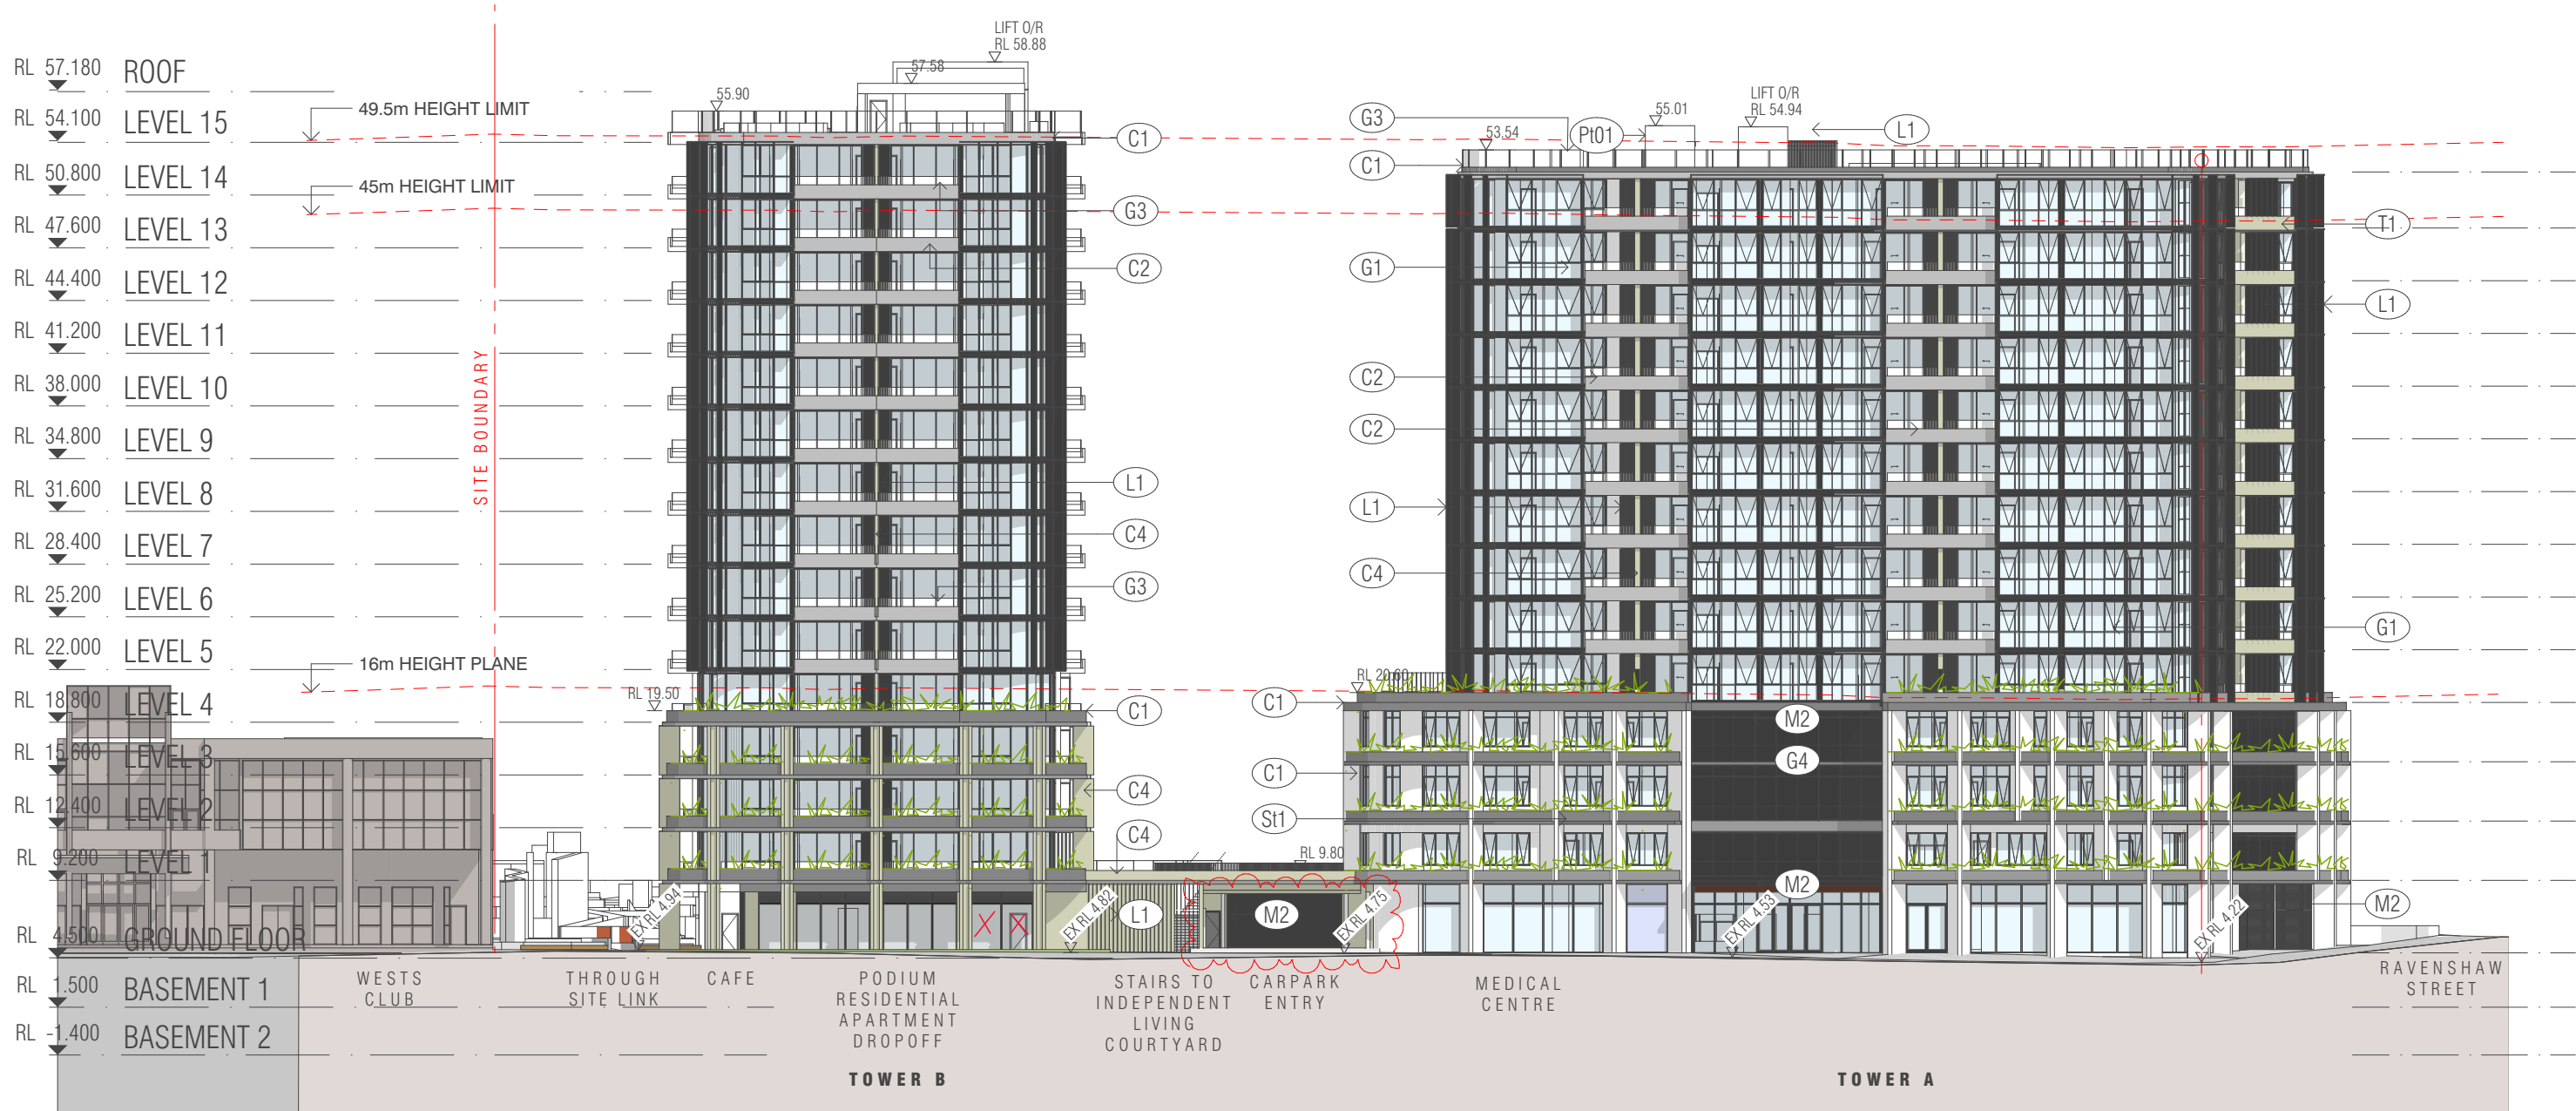 LIFT O/R
RL 58.88
57.58
55.90
RL 57.180 ROOF
RL 54.100 LEVEL 15
RL 50.800 LEVEL 14
RL 47.600 LEVEL 13
RL 44.400 LEVEL 12
RL 41.200 LEVEL 11
RL 38.000 LEVEL 10
RL 34.800 LEVEL 9
RL 31.600 LEVEL 8
RL 28.400 LEVEL 7
RL 25.200 LEVEL 6
RL 22.000 LEVEL 5
RL 18.800 LEVEL 4
RL 15.600 LEVEL 3
RL 12.400 LEVEL 2
RL 9.200 LEVEL 1
RL 4.500 GROUND FLOOR
RL 1.500 BASEMENT 1
RL -1.400 BASEMENT 2
49.5m HEIGHT LIMIT
45m HEIGHT LIMIT
16m HEIGHT PLANE
SITE BOUNDARY
C1
G3
C2
L1
C4
G3
RL 19.50
C1
C4
C4
L1
M2
EX RL 4.94
EX RL 4.82
EX RL 4.75
RL 9.80
LIFT O/R
RL 54.94
55.01
53.54
G3
Pt01
L1
C1
G1
C2
C2
L1
C4
RL 20.60
C1
C1
St1
M2
G4
M2
T1
L1
G1
M2
EX RL 4.53
EX RL 4.22
WESTS
CLUB
THROUGH
SITE LINK
CAFE
PODIUM
RESIDENTIAL
APARTMENT
DROPOFF
STAIRS TO
INDEPENDENT
LIVING
COURTYARD
CARPARK
ENTRY
MEDICAL
CENTRE
RAVENSHAW
STREET
TOWER B
TOWER A